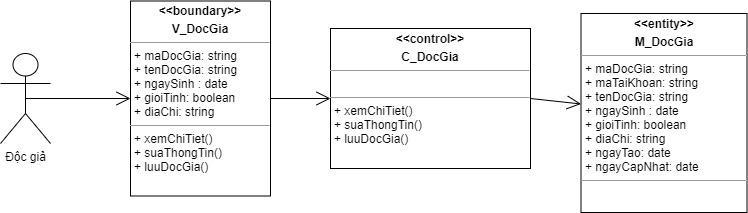 Độc giả
<<boundary>>
V_DocGia
+ maDocGia: string
+ tenDocGia: string
+ ngaySinh : date
+ gioiTinh: boolean
+ diaChi: string
+ xemChiTiet()
+ suaThongTin()
+ luuDocGia()
<<control>>
C_DocGia
+ xemChiTiet()
+ suaThongTin()
+ luuDocGia()
<<entity>>
M_DocGia
+ maDocGia: string
+ maTaiKhoan: string
+ tenDocGia: string
+ ngaySinh : date
+ gioiTinh: boolean
+ diaChi: string
+ ngayTao: date
+ ngayCapNhat: date